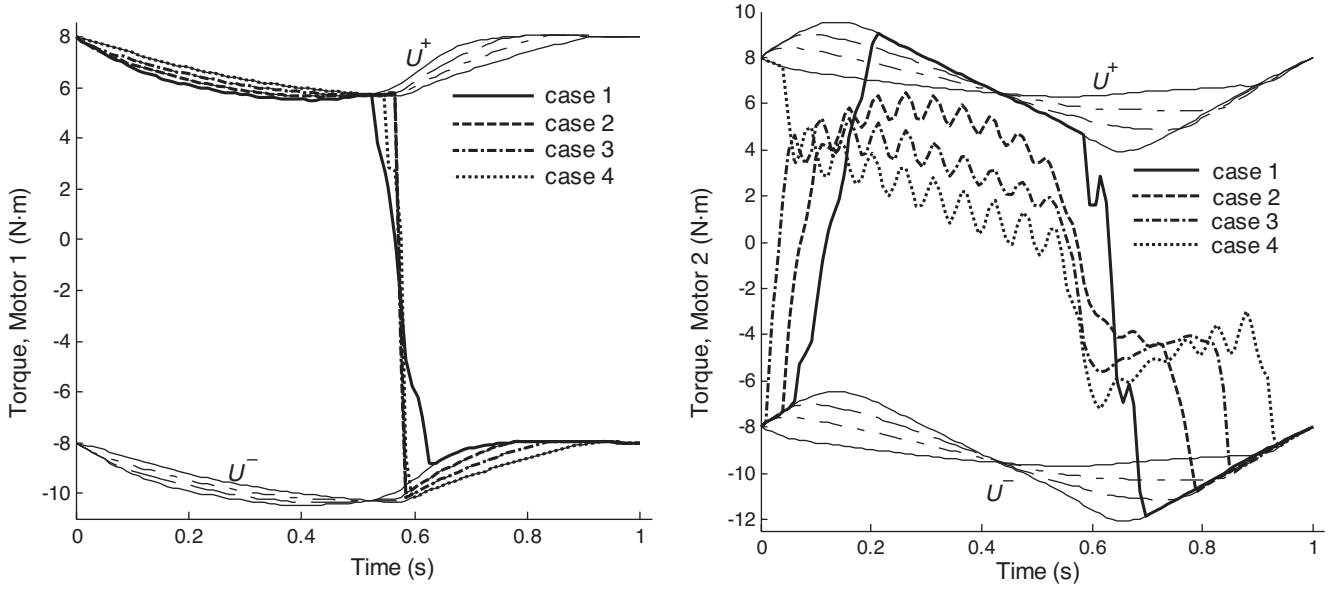 8
6
4
2
0
-2
-4
-6
-8
-10
Torque, Motor 1 (N·m)
U+
U−
case 1
case 2
case 3
case 4
0
0.2
0.4
0.6
0.8
1
Time (s)
10
8
6
4
2
0
-2
-4
-6
-8
-10
-12
Torque, Motor 2 (N·m)
U+
U−
case 1
case 2
case 3
case 4
0
0.2
0.4
0.6
0.8
1
Time (s)